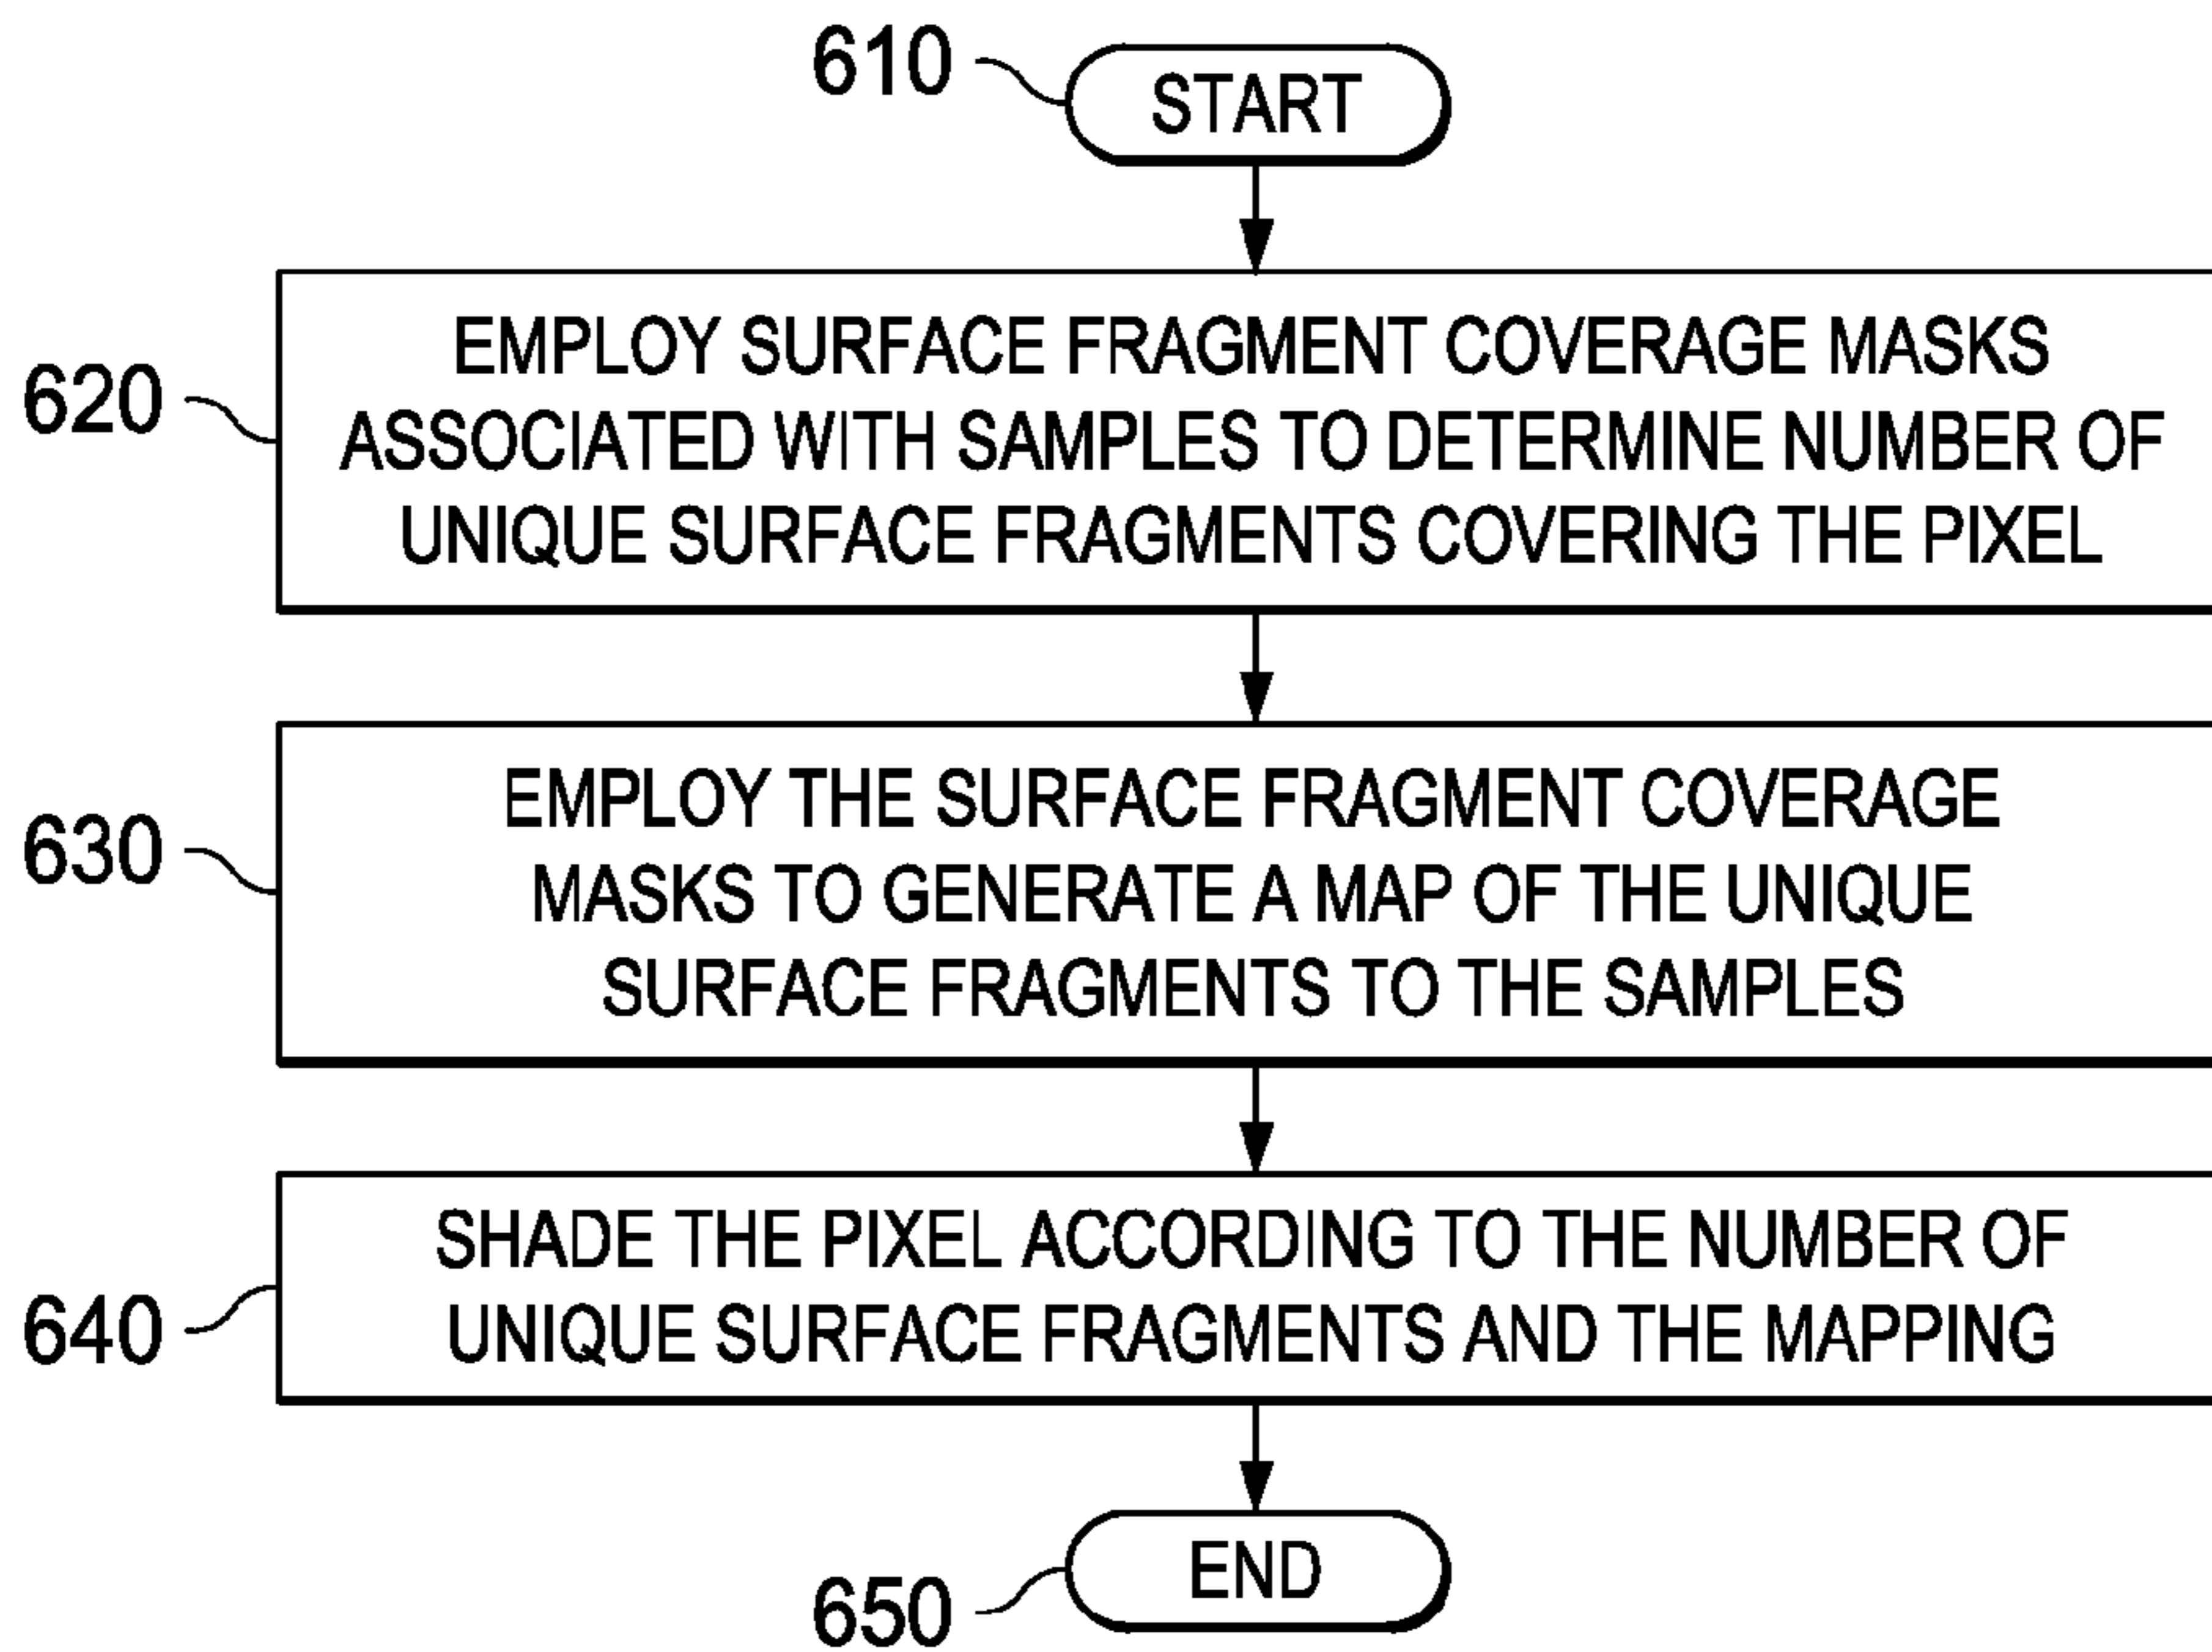 610
START
620
EMPLOY SURFACE FRAGMENT COVERAGE MASKS
ASSOCIATED WITH SAMPLES TO DETERMINE NUMBER OF
UNIQUE SURFACE FRAGMENTS COVERING THE PIXEL
630
EMPLOY THE SURFACE FRAGMENT COVERAGE
MASKS TO GENERATE A MAP OF THE UNIQUE
SURFACE FRAGMENTS TO THE SAMPLES
640
SHADE THE PIXEL ACCORDING TO THE NUMBER OF
UNIQUE SURFACE FRAGMENTS AND THE MAPPING
650
END